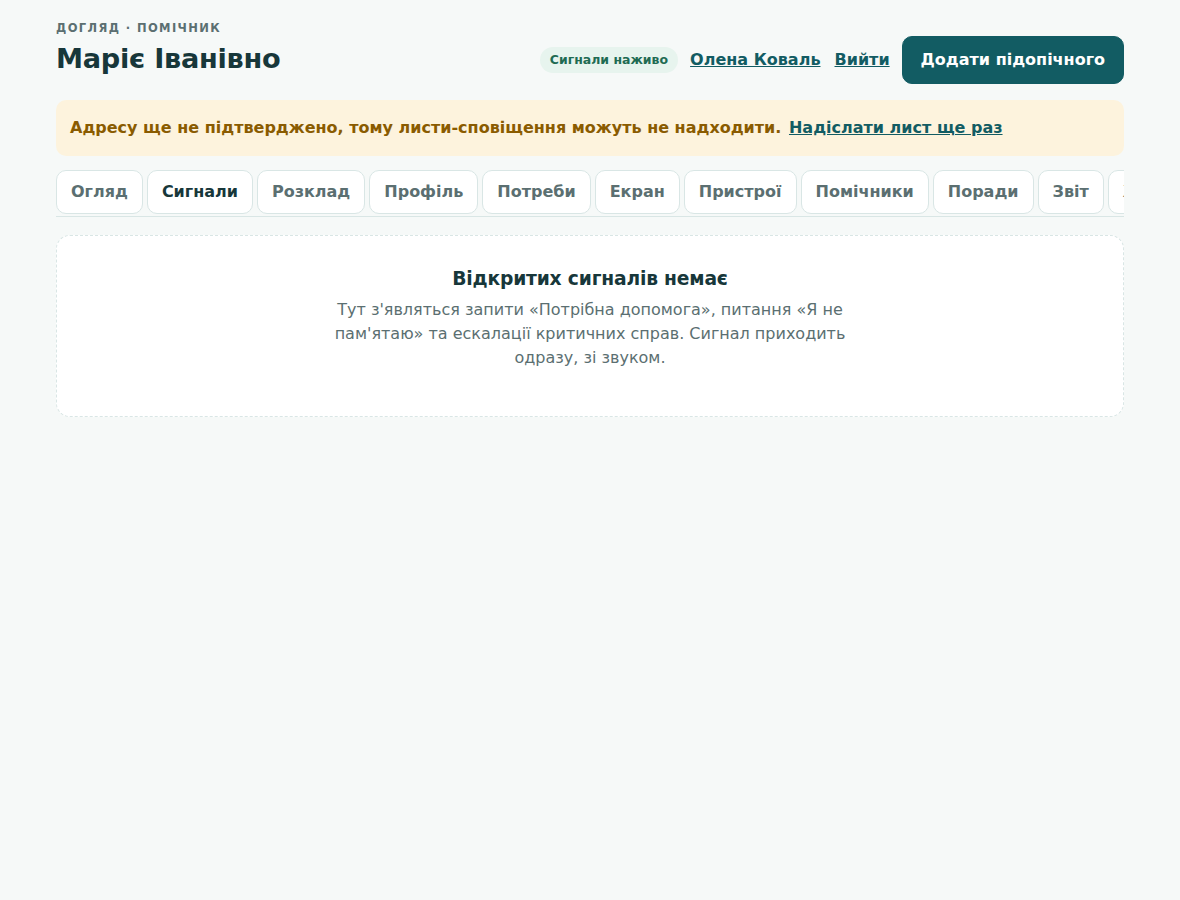 ДОГЛЯД · ПОМІЧНИК
Маріє Іванівно
Сигнали наживо
Олена Коваль
Вийти
Додати підопічного
Адресу ще не підтверджено, тому листи-сповіщення можуть не надходити. Надіслати лист ще раз
Огляд
Сигнали
Розклад
Профіль
Потреби
Екран
Пристрої
Помічники
Поради
Звіт
Відкритих сигналів немає
Тут з'являться запити «Потрібна допомога», питання «Я не
пам'ятаю» та ескалації критичних справ. Сигнал приходить
одразу, зі звуком.